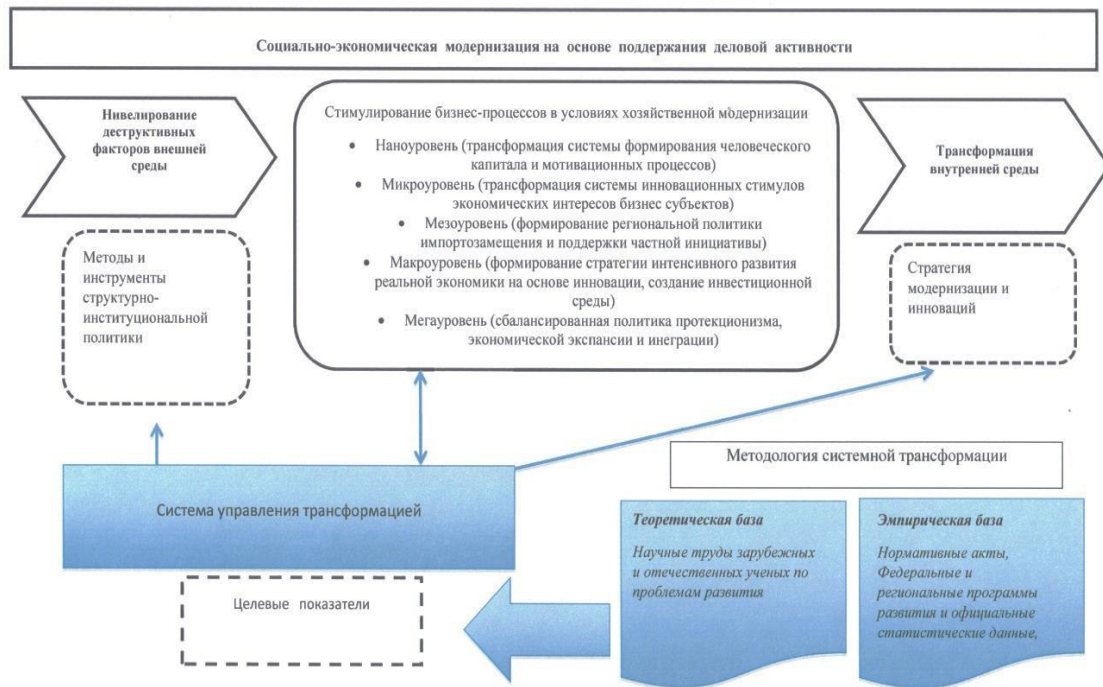 Социально-экономическая модернизация на основе поддержания деловой активности
Нивелирование
деструктивных
факторов внешней
среды
Стимулирование бизнес-процессов в условиях хозяйственной модернизации
• Наноуровень (трансформация системы формирования человеческого
капитала и мотивационных процессов)
• Микроуровень (трансформация системы инновационных стимулов
экономических интересов бизнес субъектов)
• Мезоуровень (формирование региональной политики
импортозамещения и поддержки частной инициативы)
• Макроуровень (формирование стратегии интенсивного развития
реальной экономики на основе инновации, создание инвестиционной
среды)
• Мегауровень (сбалансированная политика протекционизма,
экономической экспансии и инеграции)
Трансформация
внутренней среды
Методы и
инструменты
структурно-
институциональной
политики
Стратегия
модернизации и
инноваций
Методология системной трансформации
Система управления трансформацией
Теоретическая база
Научные труды зарубежных
и отечественных ученых по
проблемам развития
Эмпирическая база
Нормативные акты,
Федеральные и
региональные программы
развития и официальные
статистические данные,
Целевые показатели